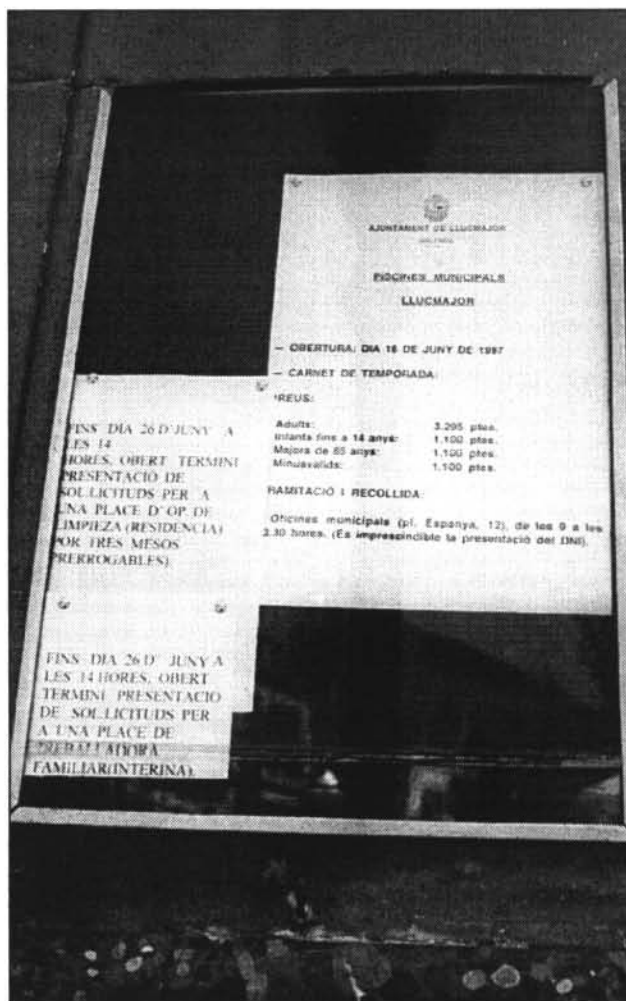 AJUNTAMENT DE LLUCMAJOR
PISCINES MUNICIPALS
LLUCMAJOR
— OBERTURA: DIA 16 DE JUNY DE 1997
— CARNET DE TEMPORADA:
PREUS:
Adults: 3.295 ptes.
Infants fins a 14 anys: 1.100 ptes.
Majors de 65 anys: 1.100 ptes.
Minusvàlids: 1.100 ptes.
RAMITACIÓ I RECOLLIDA:
Oficines municipals (pl. Espanya, 12), de les 9 a les
2.30 hores. (És imprescindible la presentació del DNI).
FINS DIA 26 D'JUNY A
LES 14
HORES, OBERT TERMINI
PRESENTACIÓ DE
SOL.LICITUDS PER A
UNA PLACE D'OP. DE
LIMPIEZA (RESIDENCIA)
POR TRES MESOS
PRERROGABLES).
FINS DIA 26 D' JUNY A
LES 14 HORES, OBERT
TERMINI PRESENTACIO
DE SOL.LICITUDS PER
A UNA PLACE DE
TREBALLADORA
FAMILIAR(INTERINA).